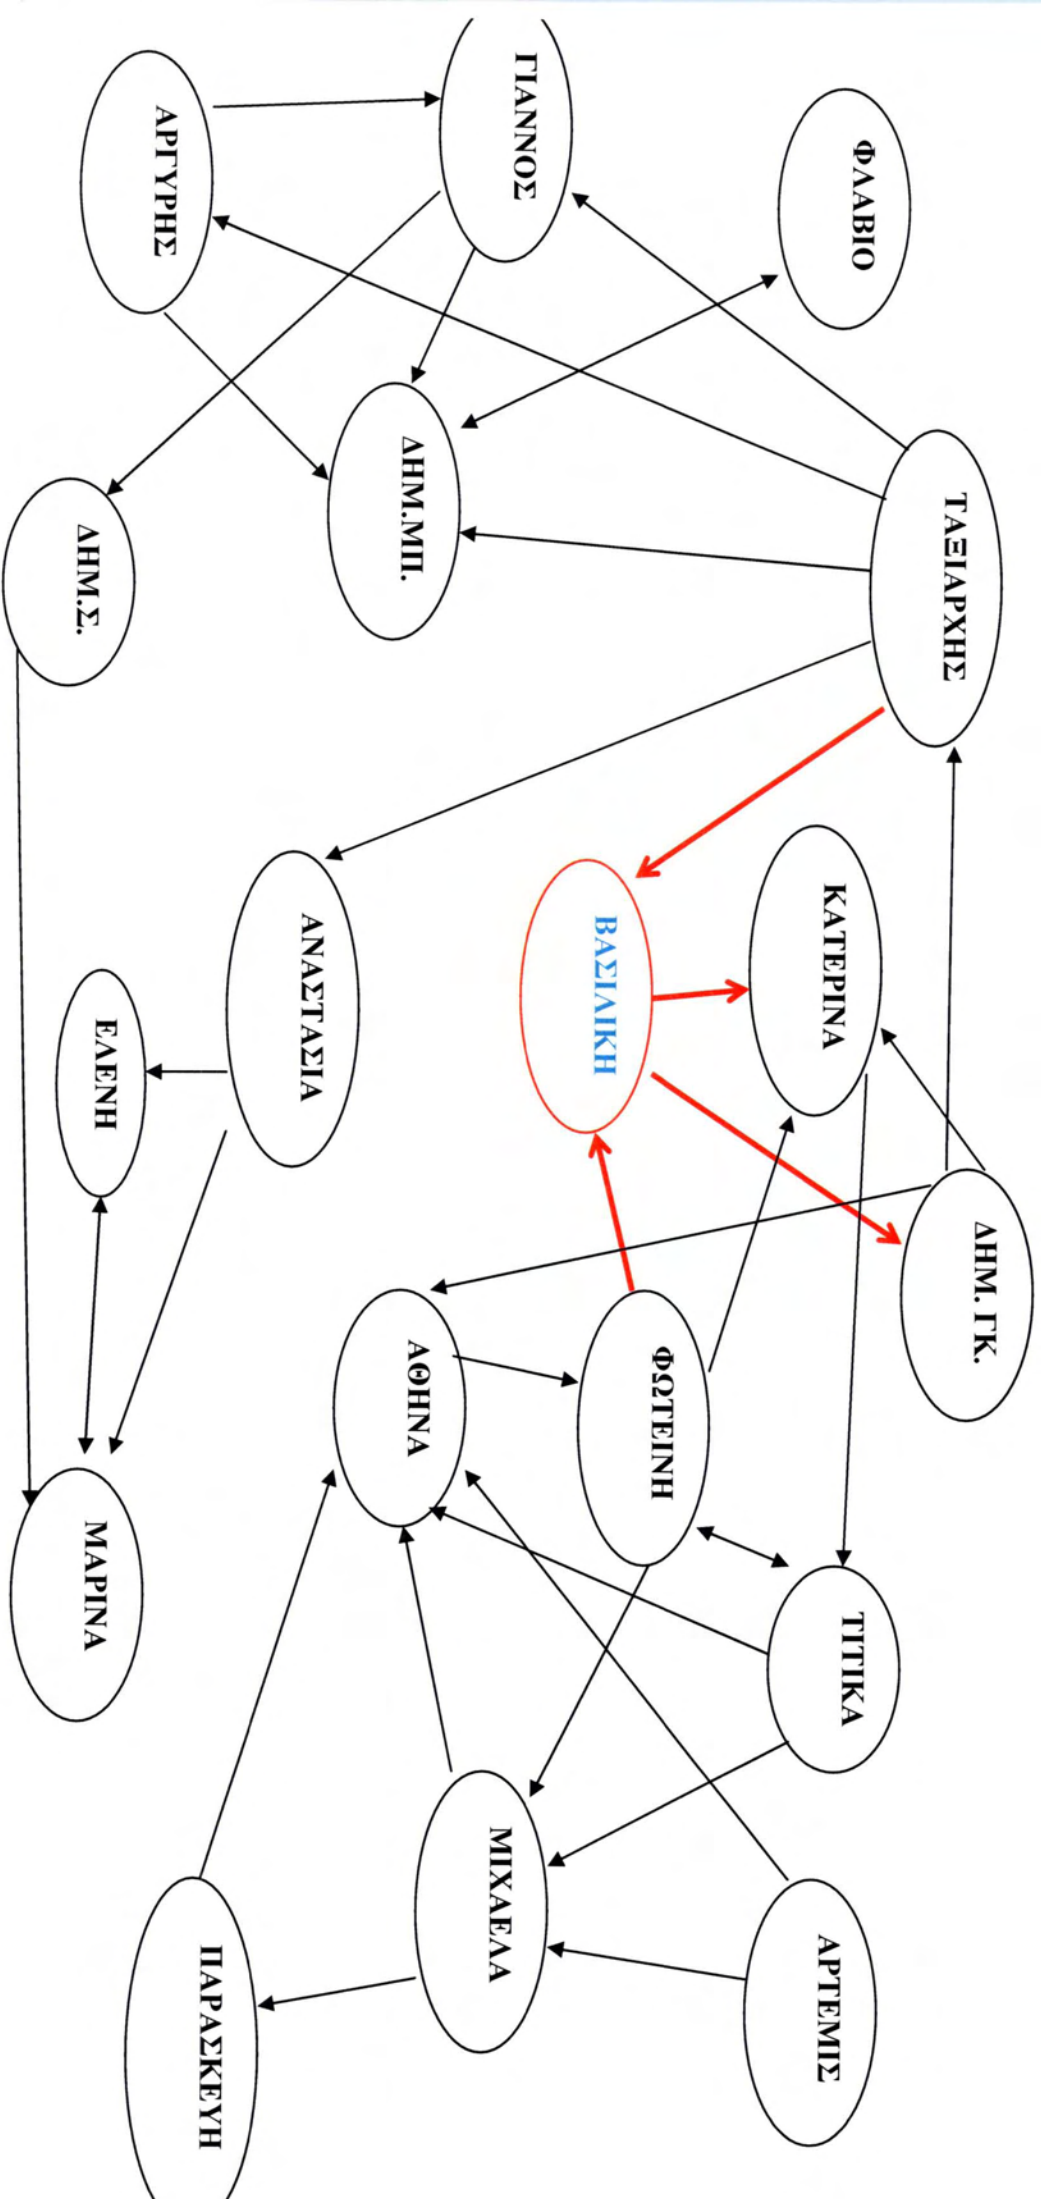 ΦΛΑΒΙΟ
ΤΑΞΙΑΡΧΗΣ
ΔΗΜ. ΓΚ.
ΚΑΤΕΡΙΝΑ
ΤΙΤΙΚΑ
ΑΡΤΕΜΙΣ
ΓΙΑΝΝΟΣ
ΒΑΣΙΛΙΚΗ
ΦΩΤΕΙΝΗ
ΔΗΜ.ΜΠ.
ΑΘΗΝΑ
ΜΙΧΑΕΛΑ
ΑΡΓΥΡΗΣ
ΑΝΑΣΤΑΣΙΑ
ΠΑΡΑΣΚΕΥΗ
ΔΗΜ.Σ.
ΕΛΕΝΗ
ΜΑΡΙΝΑ